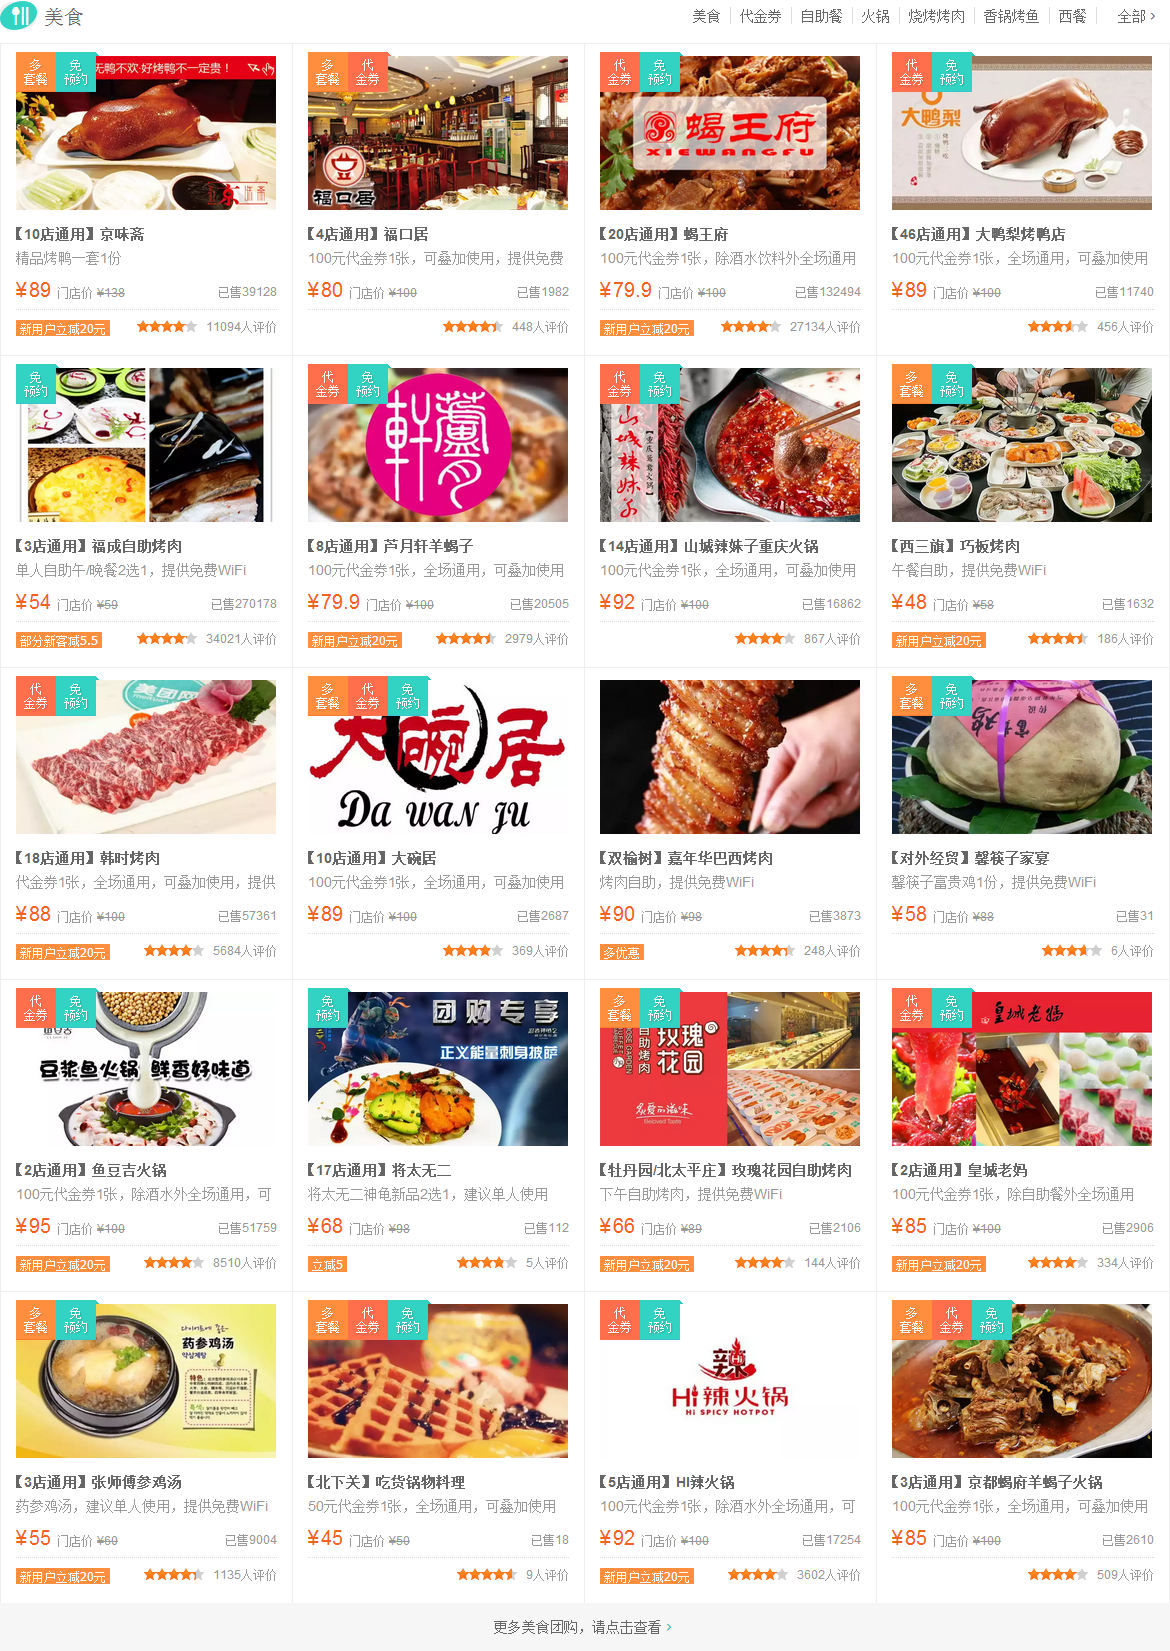 美食
美食 代金券 自助餐 火锅 烧烤烤肉 香锅烤鱼 西餐 全部 ›
多套餐 免预约
无鸭不欢·好烤鸭不一定贵！
【10店通用】京味斋
精品烤鸭一套1份
¥89 门店价 ¥138 已售39128
新用户立减20元 11094人评价
多套餐 代金券
福口居
【4店通用】福口居
100元代金券1张，可叠加使用，提供免费
¥80 门店价 ¥100 已售1982
448人评价
代金券 免预约
蝎王府
XIEWANGFU
【20店通用】蝎王府
100元代金券1张，除酒水饮料外全场通用
¥79.9 门店价 ¥100 已售132494
新用户立减20元 27134人评价
代金券 免预约
大鸭梨
【46店通用】大鸭梨烤鸭店
100元代金券1张，全场通用，可叠加使用
¥89 门店价 ¥100 已售11740
456人评价
免预约
【3店通用】福成自助烤肉
单人自助午/晚餐2选1，提供免费WiFi
¥54 门店价 ¥59 已售270178
部分新客减5.5 34021人评价
代金券 免预约
【8店通用】芦月轩羊蝎子
100元代金券1张，全场通用，可叠加使用
¥79.9 门店价 ¥100 已售20505
新用户立减20元 2979人评价
代金券 免预约
山城辣妹子
【14店通用】山城辣妹子重庆火锅
100元代金券1张，全场通用，可叠加使用
¥92 门店价 ¥100 已售16862
867人评价
多套餐 免预约
【西三旗】巧板烤肉
午餐自助，提供免费WiFi
¥48 门店价 ¥58 已售1632
新用户立减20元 186人评价
代金券 免预约
美团网
【18店通用】韩时烤肉
代金券1张，全场通用，可叠加使用，提供
¥88 门店价 ¥100 已售57361
新用户立减20元 5684人评价
多套餐 代金券 免预约
大碗居
Da WAN JU
【10店通用】大碗居
100元代金券1张，全场通用，可叠加使用
¥89 门店价 ¥100 已售2687
369人评价
【双榆树】嘉年华巴西烤肉
烤肉自助，提供免费WiFi
¥90 门店价 ¥98 已售3873
多优惠 248人评价
多套餐 免预约
【对外经贸】馨筷子家宴
馨筷子富贵鸡1份，提供免费WiFi
¥58 门店价 ¥88 已售31
6人评价
代金券 免预约
豆浆鱼火锅 鲜香好味道
【2店通用】鱼豆吉火锅
100元代金券1张，除酒水外全场通用，可
¥95 门店价 ¥100 已售51759
新用户立减20元 8510人评价
免预约
团购专享
正义能量刺身披萨
【17店通用】将太无二
将太无二神龟新品2选1，建议单人使用
¥68 门店价 ¥98 已售112
立减5 5人评价
多套餐 免预约
自助烤肉
玫瑰花园
Beloved Taste
【牡丹园/北太平庄】玫瑰花园自助烤肉
下午自助烤肉，提供免费WiFi
¥66 门店价 ¥89 已售2106
新用户立减20元 144人评价
代金券 免预约
皇城老妈
【2店通用】皇城老妈
100元代金券1张，除自助餐外全场通用
¥85 门店价 ¥100 已售2906
新用户立减20元 334人评价
多套餐 免预约
药参鸡汤
【3店通用】张师傅参鸡汤
药参鸡汤，建议单人使用，提供免费WiFi
¥55 门店价 ¥60 已售9004
新用户立减20元 1135人评价
多套餐 代金券 免预约
【北下关】吃货锅物料理
50元代金券1张，全场通用，可叠加使用
¥45 门店价 ¥50 已售18
9人评价
代金券 免预约
Hi辣火锅
HI SPICY HOTPOT
【5店通用】HI辣火锅
100元代金券1张，除酒水外全场通用，可
¥92 门店价 ¥100 已售17254
新用户立减20元 3602人评价
多套餐 代金券 免预约
【3店通用】京都蝎府羊蝎子火锅
100元代金券1张，全场通用，可叠加使用
¥85 门店价 ¥100 已售2610
509人评价
更多美食团购，请点击查看 ›